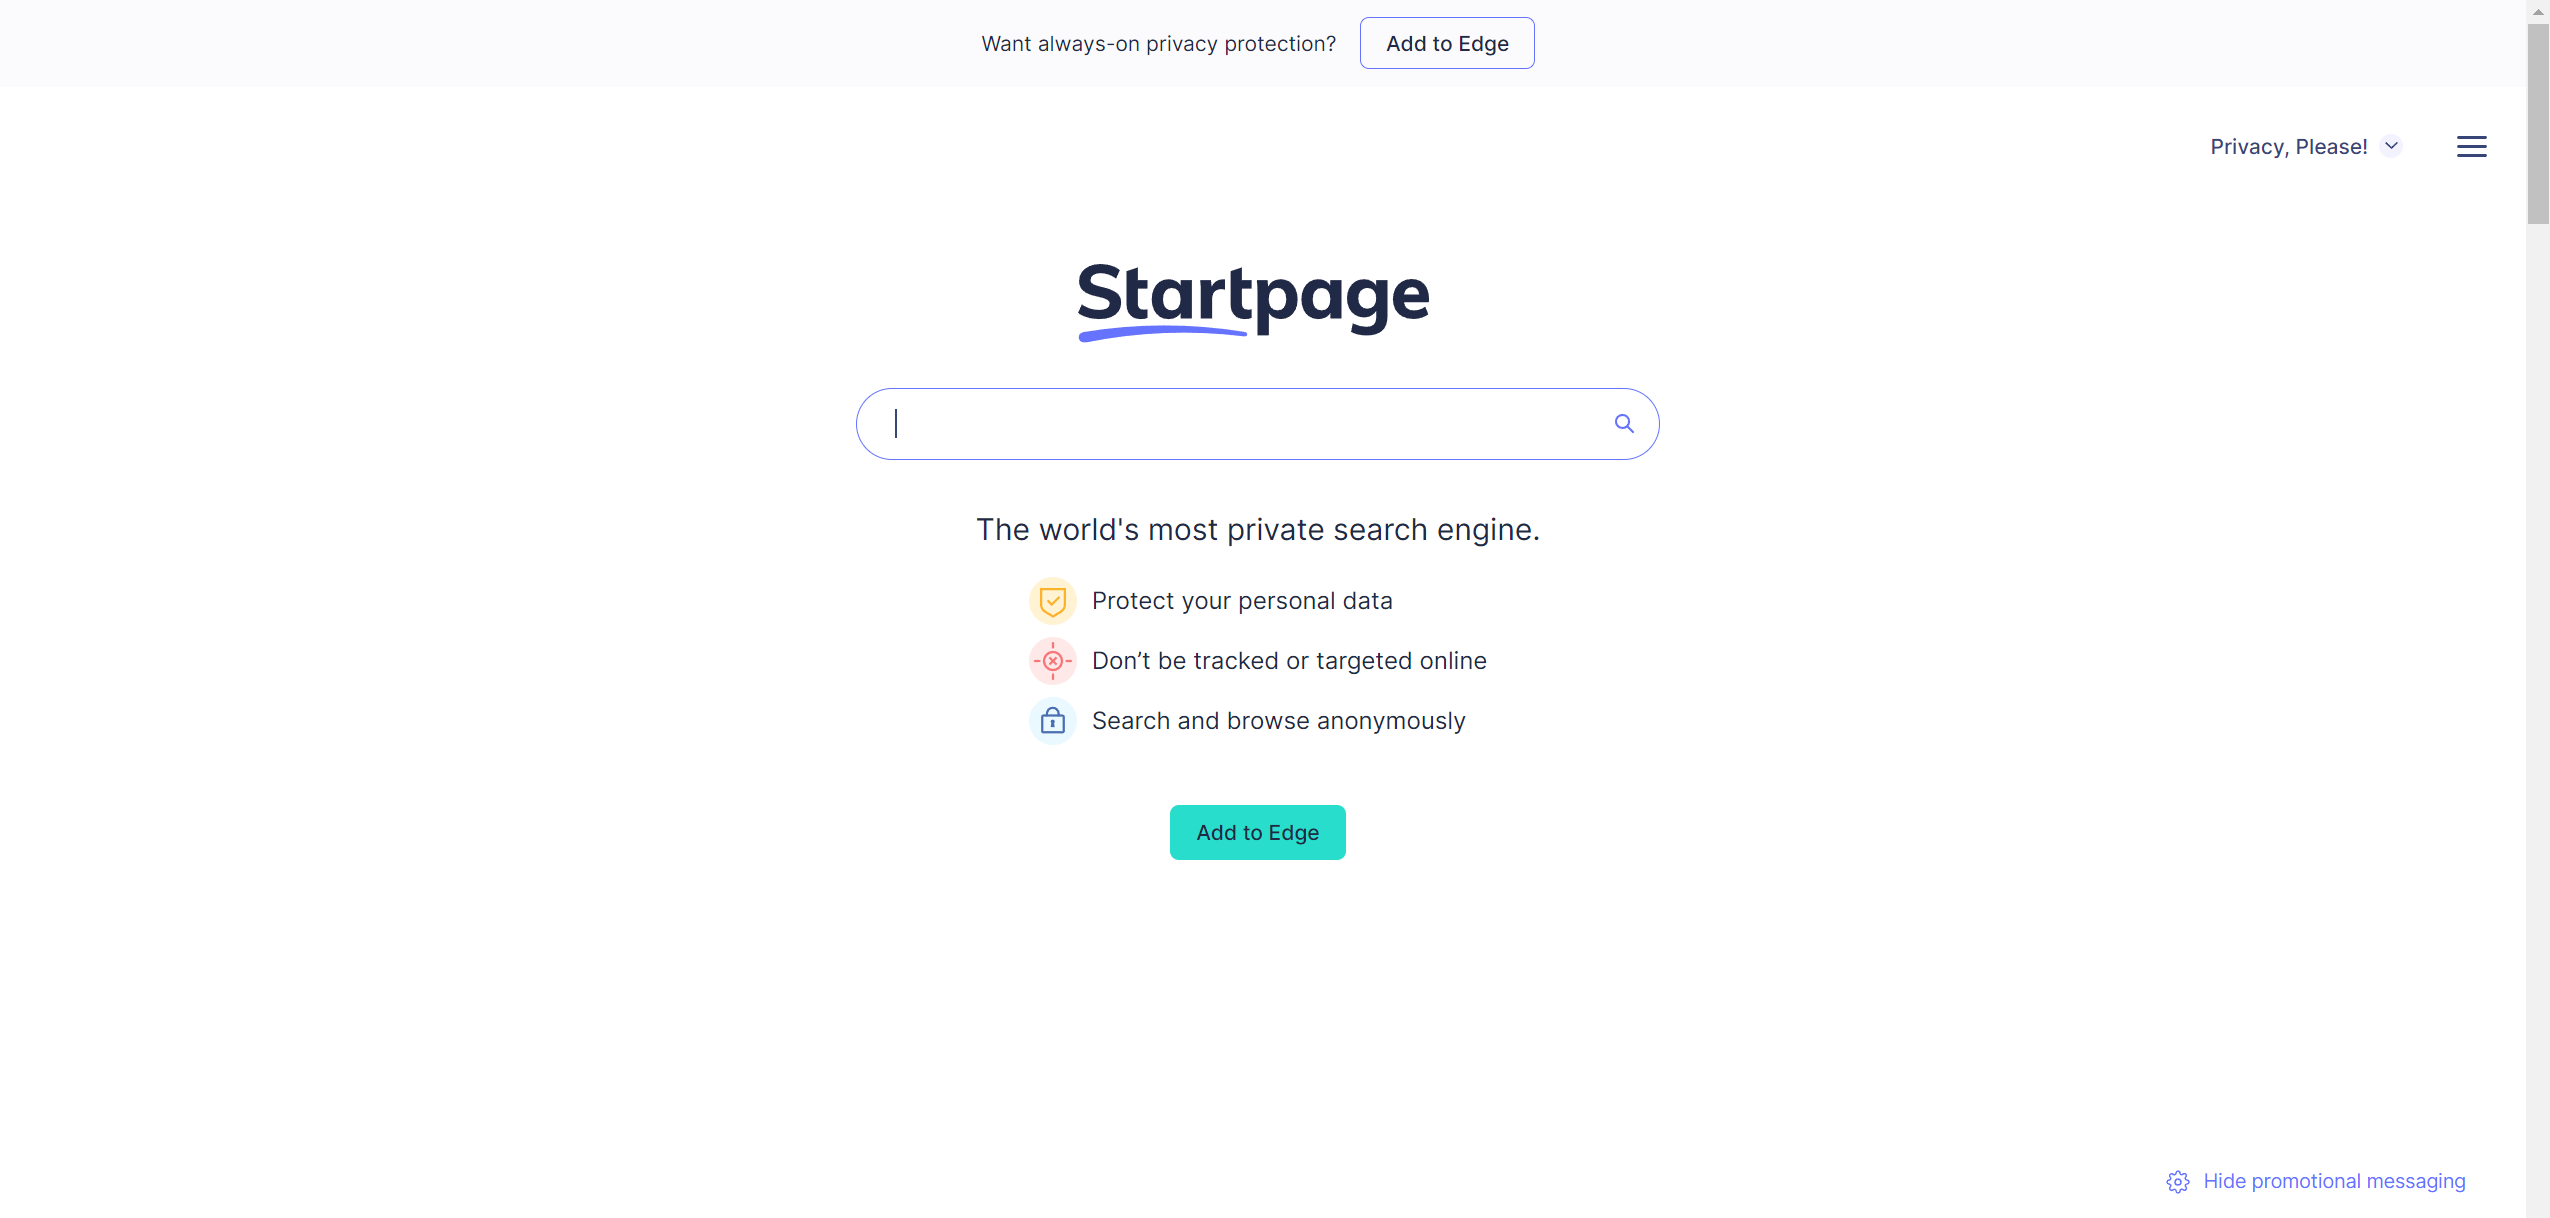 Want always-on privacy protection? Add to Edge
Privacy, Please!
Startpage
The world's most private search engine.
Protect your personal data
Don’t be tracked or targeted online
Search and browse anonymously
Add to Edge
Hide promotional messaging